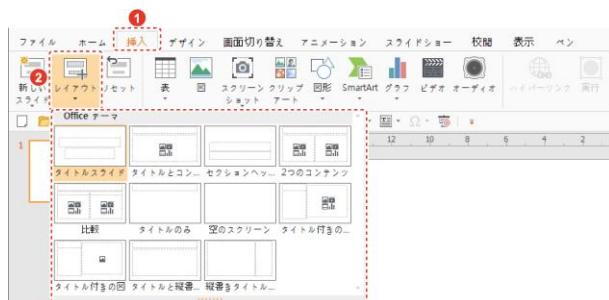 1
ファイル ホーム 挿入 デザイン 画面切り替え アニメーション スライドショー 校閲 表示 ペン
2
新しい スライド レイアウト リセット 表 図 スクリーン ショット クリップ アート 図形 SmartArt グラフ ビデオ オーディオ ハイパーリンク 実行
Office テーマ
12 10 8 6 4 2
1
タイトルスライド タイトルとコン... セクションヘッ... 2つのコンテンツ
比較 タイトルのみ 空のスクリーン タイトル付きの...
タイトル付きの図 タイトルと縦書... 縦書きタイトル...